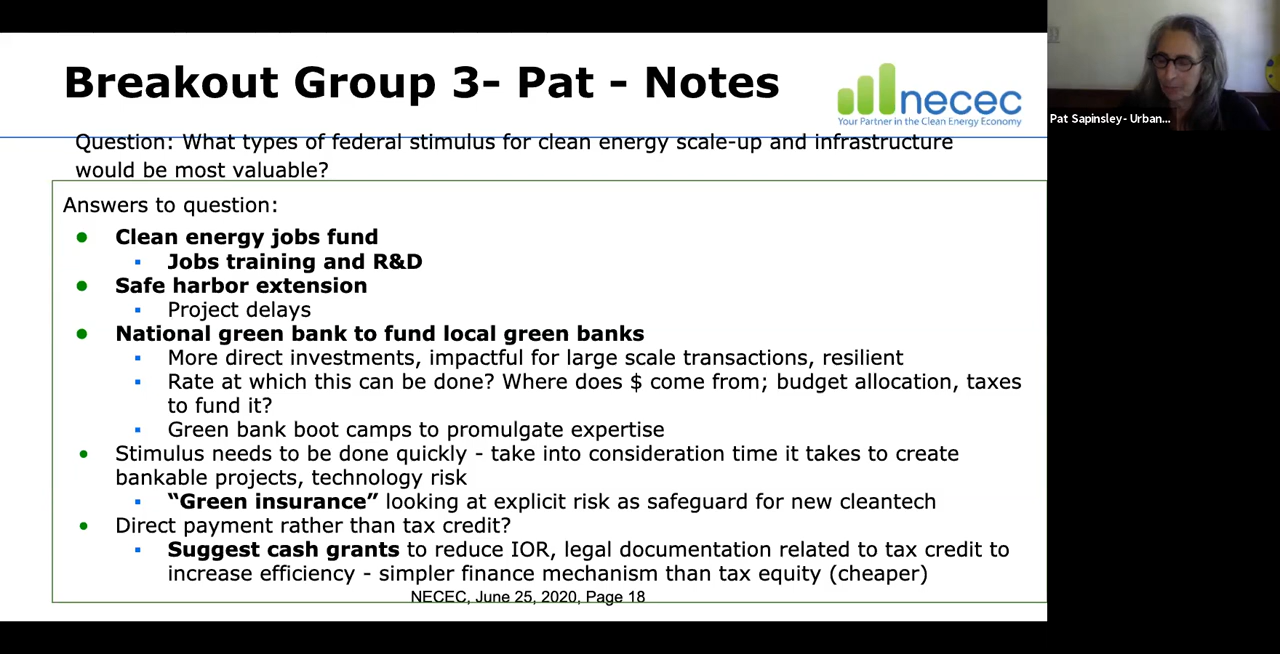 Breakout Group 3- Pat - Notes
necec
Your Partner in the Clean Energy Economy
Pat Sapinsley- Urban...
Question: What types of federal stimulus for clean energy scale-up and infrastructure
would be most valuable?
Answers to question:
● Clean energy jobs fund
▪ Jobs training and R&D
● Safe harbor extension
▪ Project delays
● National green bank to fund local green banks
▪ More direct investments, impactful for large scale transactions, resilient
▪ Rate at which this can be done? Where does $ come from; budget allocation, taxes
to fund it?
▪ Green bank boot camps to promulgate expertise
• Stimulus needs to be done quickly - take into consideration time it takes to create
bankable projects, technology risk
▪ “Green insurance” looking at explicit risk as safeguard for new cleantech
• Direct payment rather than tax credit?
▪ Suggest cash grants to reduce IOR, legal documentation related to tax credit to
increase efficiency - simpler finance mechanism than tax equity (cheaper)
NECEC, June 25, 2020, Page 18